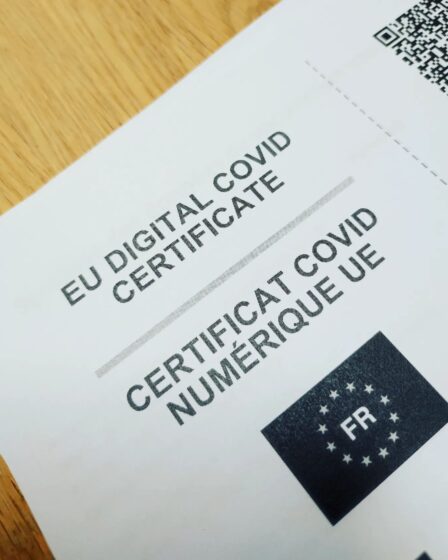 EU DIGITAL COVID
CERTIFICATE
CERTIFICAT COVID
NUMÉRIQUE UE
FR